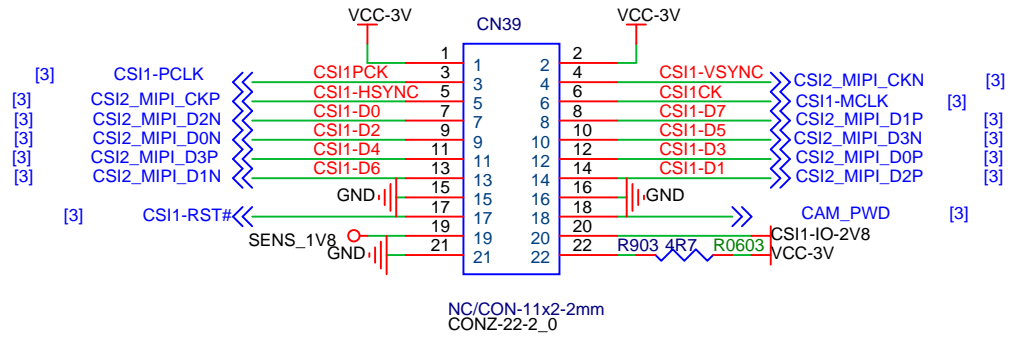 VCC-3V CN39 VCC-3V
1 1 2 2
[3] CSI1-PCLK CSI1PCK 3 3 4 4 CSI1-VSYNC CSI2_MIPI_CKN [3]
[3] CSI2_MIPI_CKP CSI1-HSYNC 5 5 6 6 CSI1CK CSI1-MCLK [3]
[3] CSI2_MIPI_D2N CSI1-D0 7 7 8 8 CSI1-D7 CSI2_MIPI_D1P [3]
[3] CSI2_MIPI_D0N CSI1-D2 9 9 10 10 CSI1-D5 CSI2_MIPI_D3N [3]
[3] CSI2_MIPI_D3P CSI1-D4 11 11 12 12 CSI1-D3 CSI2_MIPI_D0P [3]
[3] CSI2_MIPI_D1N CSI1-D6 13 13 14 14 CSI1-D1 CSI2_MIPI_D2P [3]
GND 15 15 16 16 GND
[3] CSI1-RST# 17 17 18 18 CAM_PWD [3]
SENS_1V8 19 19 20 20 CSI1-IO-2V8
GND 21 21 22 22 R903 4R7 R0603 VCC-3V
NC/CON-11x2-2mm
CONZ-22-2_0